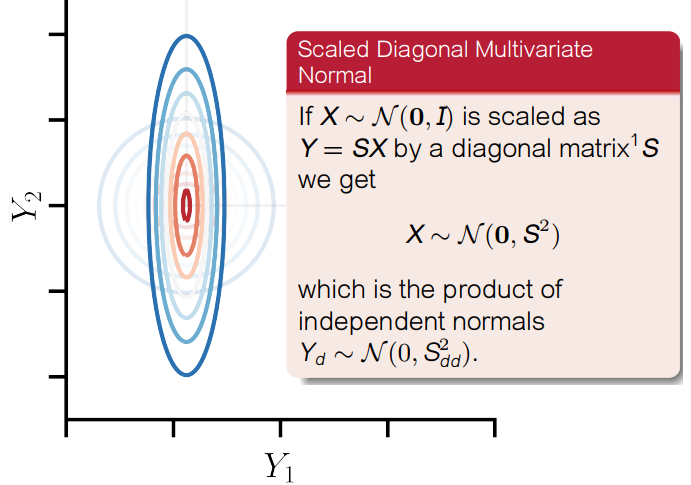 Scaled Diagonal Multivariate
Normal
If X ∼ 𝒩(0, I) is scaled as
Y = SX by a diagonal matrix¹ S
we get
X ∼ 𝒩(0, S²)
which is the product of
independent normals
Y_d ∼ 𝒩(0, S²_dd).
Y₂
Y₁